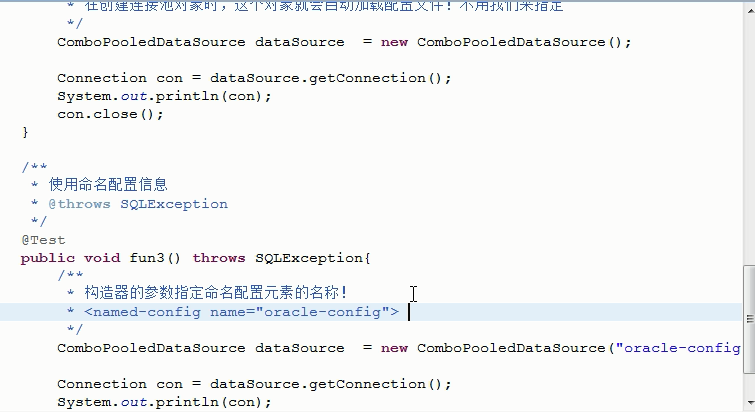 * 在创建连接池对象时，这个对象就会自动加载配置文件！不用我们来指定
*/
ComboPooledDataSource dataSource  = new ComboPooledDataSource();
Connection con = dataSource.getConnection();
System.out.println(con);
con.close();
}
/**
* 使用命名配置信息
* @throws SQLException
*/
@Test
public void fun3() throws SQLException{
/**
* 构造器的参数指定命名配置元素的名称！
* <named-config name="oracle-config">
*/
ComboPooledDataSource dataSource  = new ComboPooledDataSource("oracle-config
Connection con = dataSource.getConnection();
System.out.println(con);